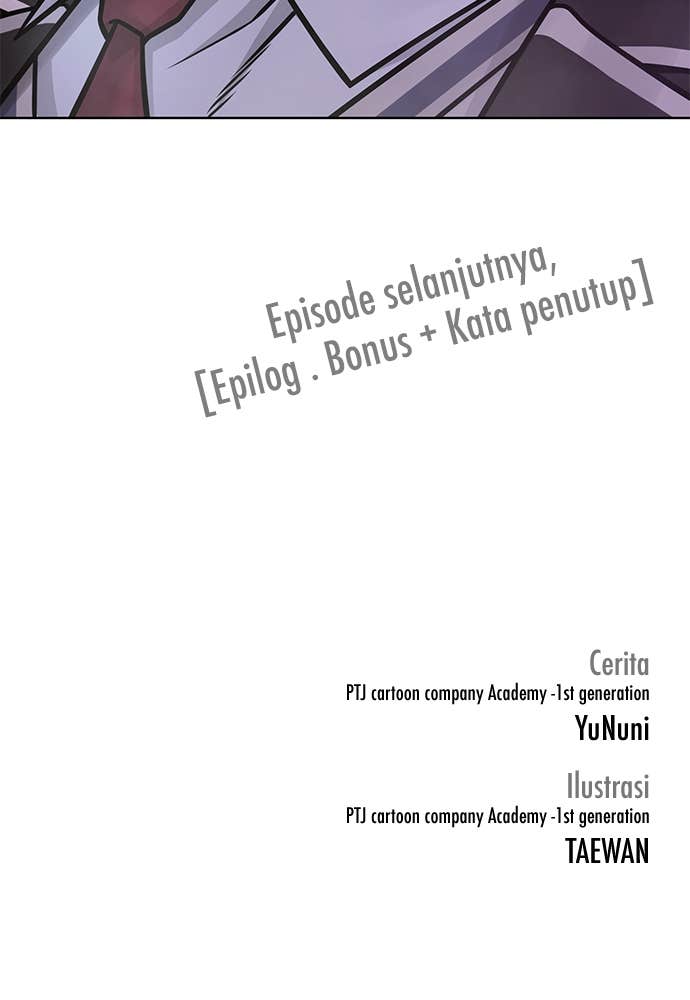 Episode selanjutnya,
[Epilog . Bonus + Kata penutup]
Cerita
PTJ cartoon company Academy -1st generation
YuNuni
Ilustrasi
PTJ cartoon company Academy -1st generation
TAEWAN